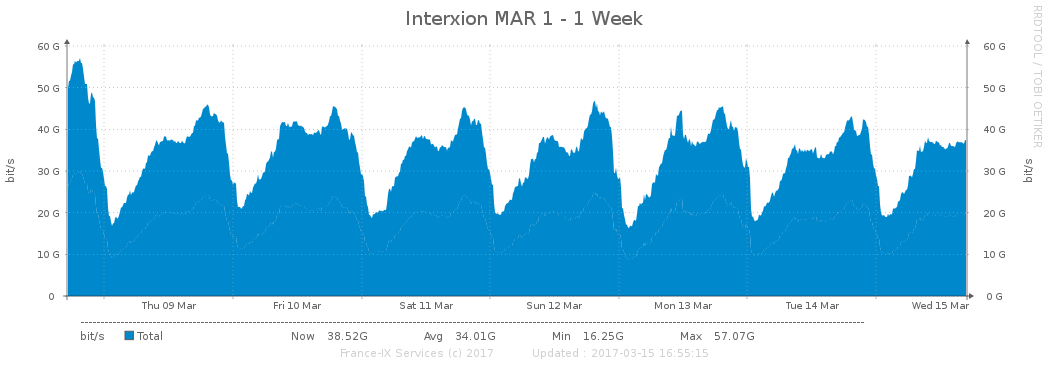 Interxion MAR 1 - 1 Week
RRDTOOL / TOBI OETIKER
60 G 60 G
50 G 50 G
40 G 40 G
30 G 30 G
20 G 20 G
10 G 10 G
0 0 G
bit/s bit/s
Thu 09 Mar Fri 10 Mar Sat 11 Mar Sun 12 Mar Mon 13 Mar Tue 14 Mar Wed 15 Mar
bit/s Total Now 38.52G Avg 34.01G Min 16.25G Max 57.07G
France-IX Services (c) 2017 Updated : 2017-03-15 16:55:15